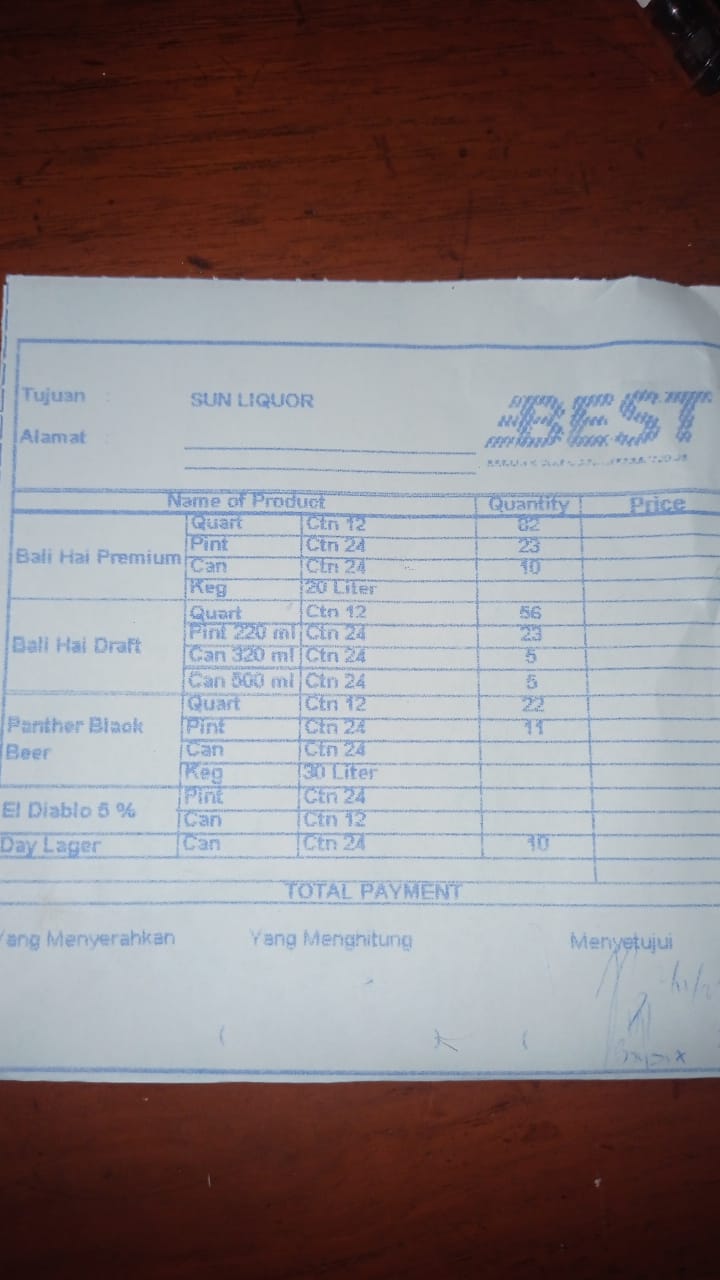 Tujuan : SUN LIQUOR
BEST
Alamat :
Name of Product Quantity Price
Bali Hai Premium
Quart Ctn 12 82
Pint Ctn 24 23
Can Ctn 24 10
Keg 20 Liter
Bali Hai Draft
Quart Ctn 12 56
Pint 220 ml Ctn 24 23
Can 320 ml Ctn 24 5
Can 500 ml Ctn 24 5
Panther Black Beer
Quart Ctn 12 22
Pint Ctn 24 11
Can Ctn 24
Keg 30 Liter
El Diablo 5 %
Pint Ctn 24
Can Ctn 12
Day Lager Can Ctn 24 10
TOTAL PAYMENT
Yang Menyerahkan Yang Menghitung Menyetujui